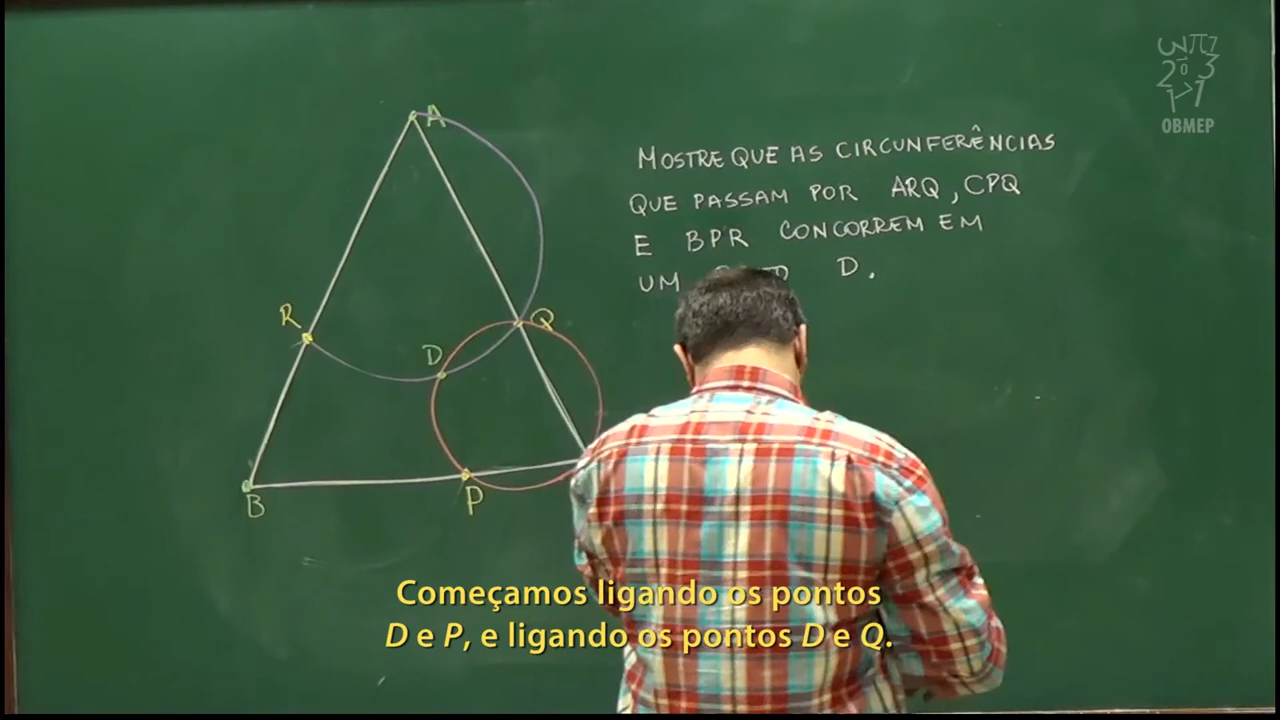 OBMEP
A
MOSTRE QUE AS CIRCUNFERÊNCIAS
QUE PASSAM POR ARQ, CPQ
E BPR CONCORREM EM
UM D.
R
Q
D
B
P
Começamos ligando os pontos
D e P, e ligando os pontos D e Q.